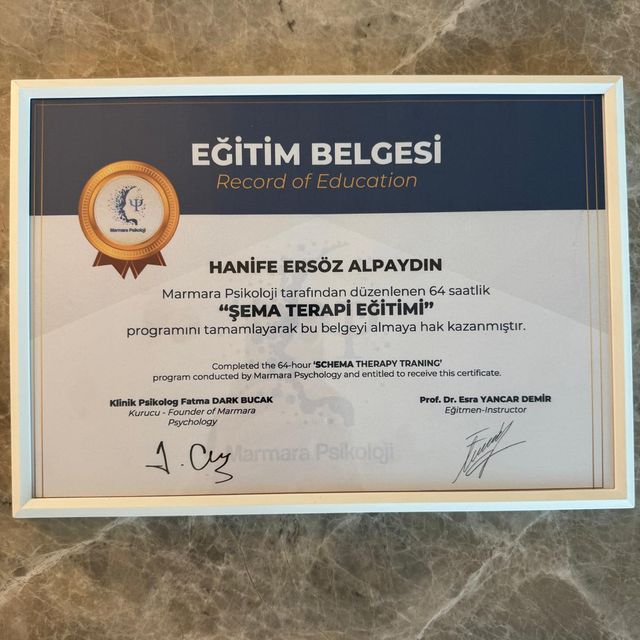 EĞİTİM BELGESİ
Record of Education
Marmara Psikoloji
HANİFE ERSÖZ ALPAYDIN
Marmara Psikoloji tarafından düzenlenen 64 saatlik
“ŞEMA TERAPİ EĞİTİMİ”
programını tamamlayarak bu belgeyi almaya hak kazanmıştır.
Completed the 64-hour ‘SCHEMA THERAPY TRANING’
program conducted by Marmara Psychology and entitled to receive this certificate.
Klinik Psikolog Fatma DARK BUCAK
Kurucu - Founder of Marmara
Psychology
Prof. Dr. Esra YANCAR DEMİR
Eğitmen-Instructor
Marmara Psikoloji